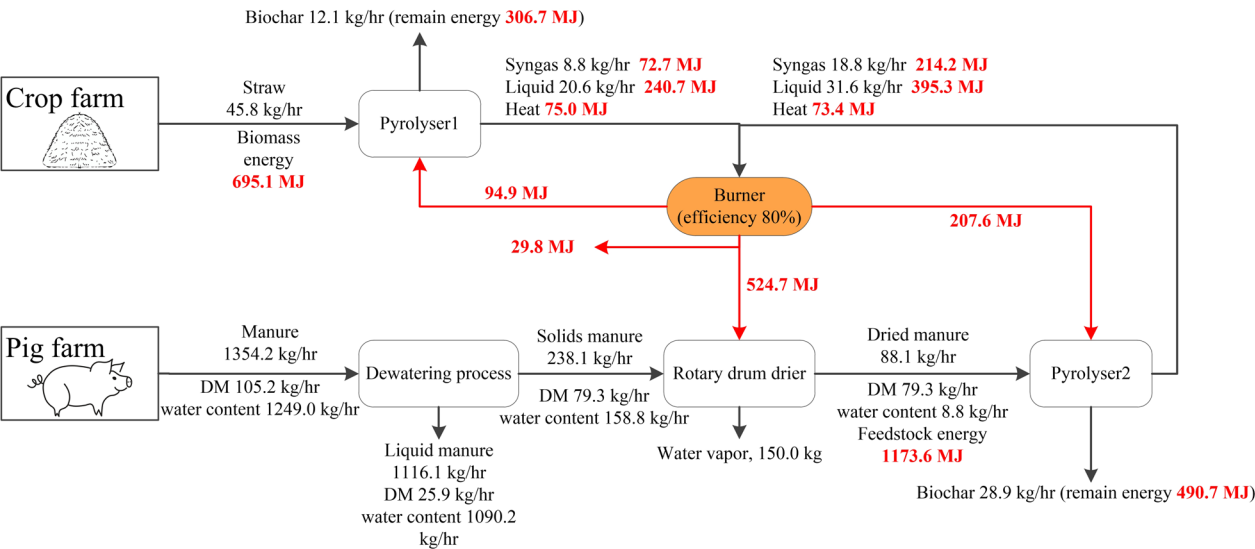 Biochar 12.1 kg/hr (remain energy 306.7 MJ)
Crop farm
Straw
45.8 kg/hr
Biomass
energy
695.1 MJ
Pyrolyser1
Syngas 8.8 kg/hr 72.7 MJ
Liquid 20.6 kg/hr 240.7 MJ
Heat 75.0 MJ
Syngas 18.8 kg/hr 214.2 MJ
Liquid 31.6 kg/hr 395.3 MJ
Heat 73.4 MJ
94.9 MJ
Burner
(efficiency 80%)
207.6 MJ
29.8 MJ
524.7 MJ
Pig farm
Manure
1354.2 kg/hr
DM 105.2 kg/hr
water content 1249.0 kg/hr
Dewatering process
Solids manure
238.1 kg/hr
DM 79.3 kg/hr
water content 158.8 kg/hr
Rotary drum drier
Dried manure
88.1 kg/hr
DM 79.3 kg/hr
water content 8.8 kg/hr
Feedstock energy
1173.6 MJ
Pyrolyser2
Liquid manure
1116.1 kg/hr
DM 25.9 kg/hr
water content 1090.2
kg/hr
Water vapor, 150.0 kg
Biochar 28.9 kg/hr (remain energy 490.7 MJ)